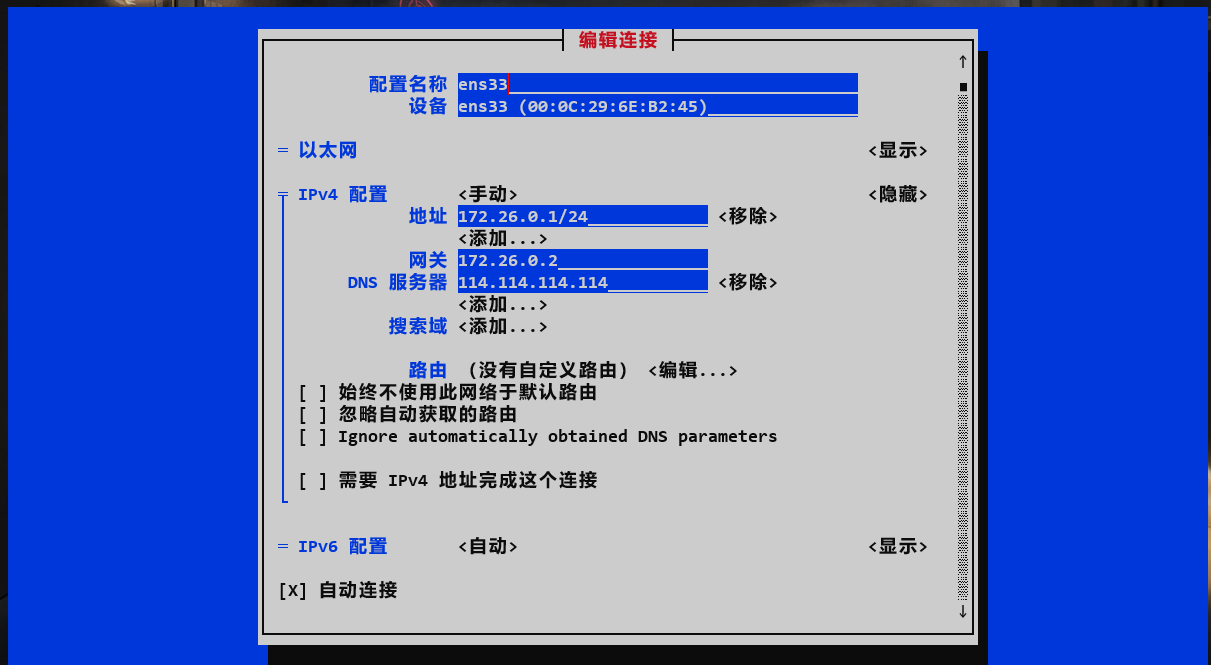 编辑连接
配置名称 ens33
设备 ens33 (00:0C:29:6E:B2:45)
= 以太网 <显示>
IPv4 配置 <手动> <隐藏>
地址 172.26.0.1/24 <移除>
<添加...>
网关 172.26.0.2
DNS 服务器 114.114.114.114 <移除>
<添加...>
搜索域 <添加...>
路由 (没有自定义路由) <编辑...>
[ ] 始终不使用此网络于默认路由
[ ] 忽略自动获取的路由
[ ] Ignore automatically obtained DNS parameters
[ ] 需要 IPv4 地址完成这个连接
= IPv6 配置 <自动> <显示>
[X] 自动连接